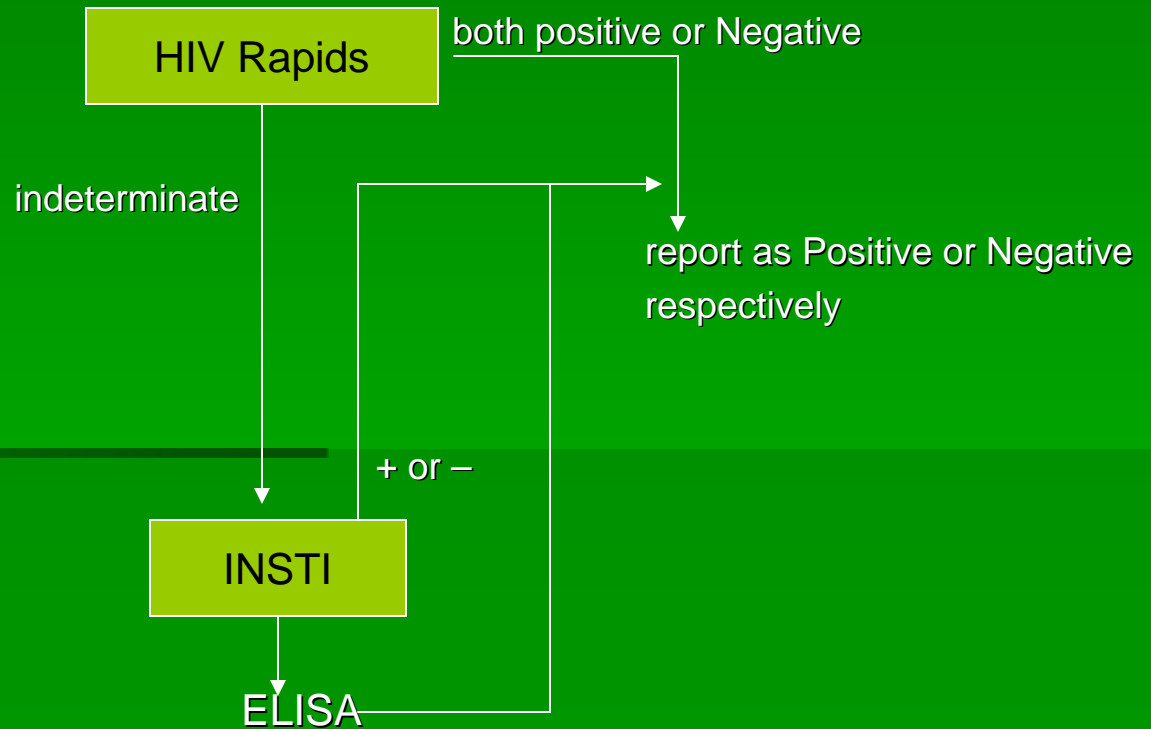 HIV Rapids
both positive or Negative
indeterminate
report as Positive or Negative
respectively
+ or –
INSTI
ELISA